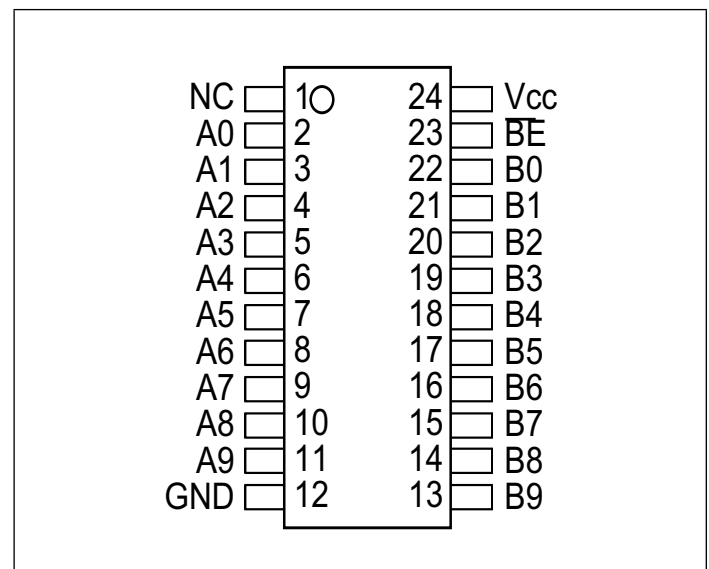 NC 1 24 Vcc
A0 2 23 B̅E̅
A1 3 22 B0
A2 4 21 B1
A3 5 20 B2
A4 6 19 B3
A5 7 18 B4
A6 8 17 B5
A7 9 16 B6
A8 10 15 B7
A9 11 14 B8
GND 12 13 B9